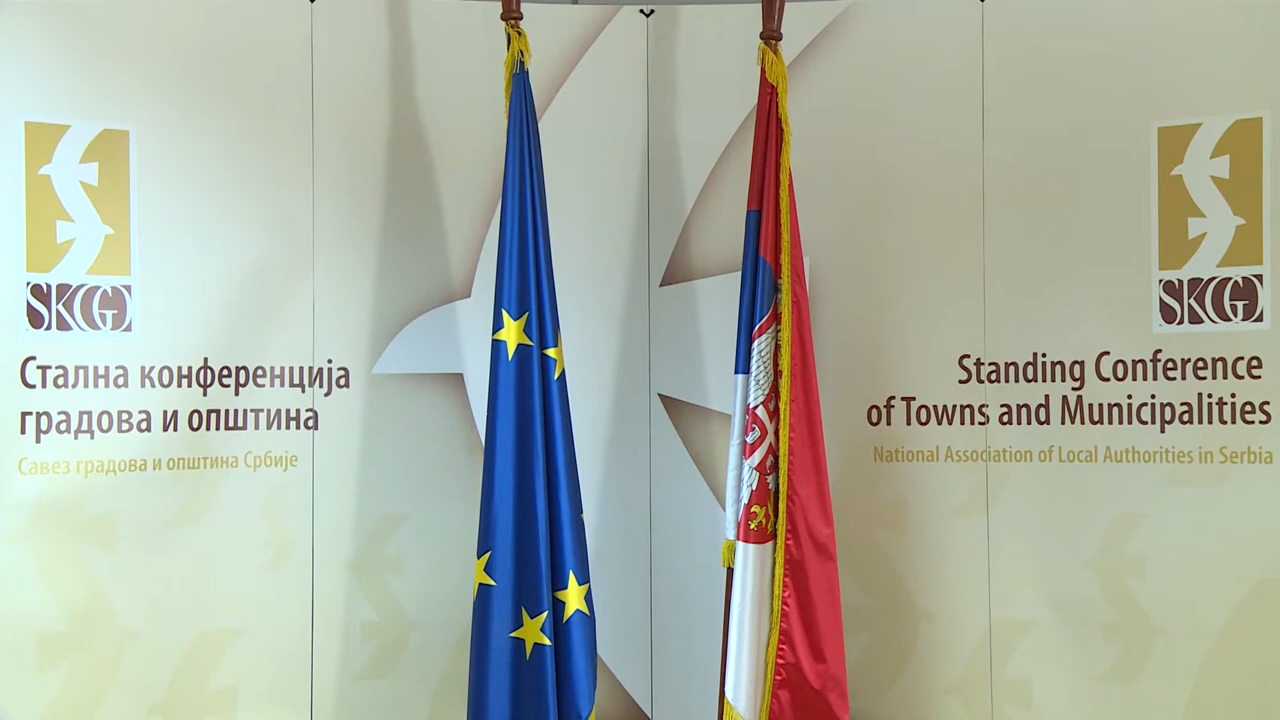 SKGO
Стална конференција
градова и општина
Савез градова и општина Србије
SKGO
Standing Conference
of Towns and Municipalities
National Association of Local Authorities in Serbia